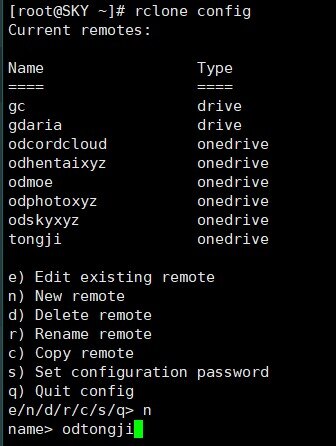 [root@SKY ~]# rclone config
Current remotes:
Name                 Type
====                 ====
gc                   drive
gdaria               drive
odcordcloud          onedrive
odhentaixyz          onedrive
odmoe                onedrive
odphotoxyz           onedrive
odskyxyz             onedrive
tongji               onedrive
e) Edit existing remote
n) New remote
d) Delete remote
r) Rename remote
c) Copy remote
s) Set configuration password
q) Quit config
e/n/d/r/c/s/q> n
name> odtongji